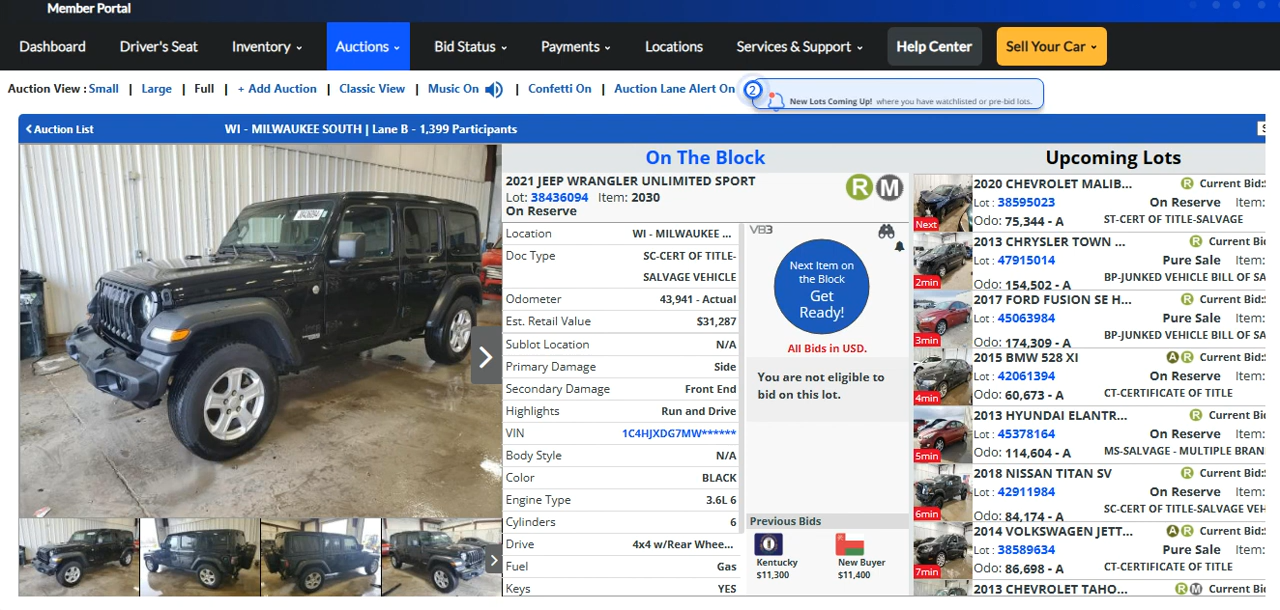 Member Portal
Dashboard Driver's Seat Inventory Auctions Bid Status Payments Locations Services & Support Help Center Sell Your Car
Auction View : Small | Large | Full | + Add Auction | Classic View | Music On | Confetti On | Auction Lane Alert On
2 New Lots Coming Up! where you have watchlisted or pre-bid lots.
Auction List WI - MILWAUKEE SOUTH | Lane B - 1,399 Participants
On The Block
2021 JEEP WRANGLER UNLIMITED SPORT
Lot: 38436094 Item: 2030
On Reserve
R M
Location WI - MILWAUKEE ...
Doc Type SC-CERT OF TITLE-
SALVAGE VEHICLE
Odometer 43,941 - Actual
Est. Retail Value $31,287
Sublot Location N/A
Primary Damage Side
Secondary Damage Front End
Highlights Run and Drive
VIN 1C4HJXDG7MW******
Body Style N/A
Color BLACK
Engine Type 3.6L 6
Cylinders 6
Drive 4x4 w/Rear Whee...
Fuel Gas
Keys YES
VB3
Next Item on
the Block
Get
Ready!
All Bids in USD.
You are not eligible to
bid on this lot.
Previous Bids
Kentucky
$11,300
New Buyer
$11,400
Upcoming Lots
2020 CHEVROLET MALIB... R Current Bid:
Lot : 38595023 On Reserve Item:
Odo: 75,344 - A ST-CERT OF TITLE-SALVAGE
Next
2013 CHRYSLER TOWN ... R Current Bi
Lot : 47915014 Pure Sale Item:
Odo: 154,502 - A BP-JUNKED VEHICLE BILL OF SA
2min
2017 FORD FUSION SE H... R Current Bid:
Lot : 45063984 Pure Sale Item:
Odo: 174,309 - A BP-JUNKED VEHICLE BILL OF SA
3min
2015 BMW 528 XI A R Current Bid:
Lot : 42061394 On Reserve Item:
Odo: 60,673 - A CT-CERTIFICATE OF TITLE
4min
2013 HYUNDAI ELANTR... R Current Bi
Lot : 45378164 On Reserve Item:
Odo: 114,604 - A MS-SALVAGE - MULTIPLE BRAN
5min
2018 NISSAN TITAN SV R Current Bid:
Lot : 42911984 On Reserve Item:
Odo: 84,174 - A SC-CERT OF TITLE-SALVAGE VEH
6min
2014 VOLKSWAGEN JETT... A R Current Bid:
Lot : 38589634 Pure Sale Item:
Odo: 86,698 - A CT-CERTIFICATE OF TITLE
7min
2013 CHEVROLET TAHO... R M Current Bi